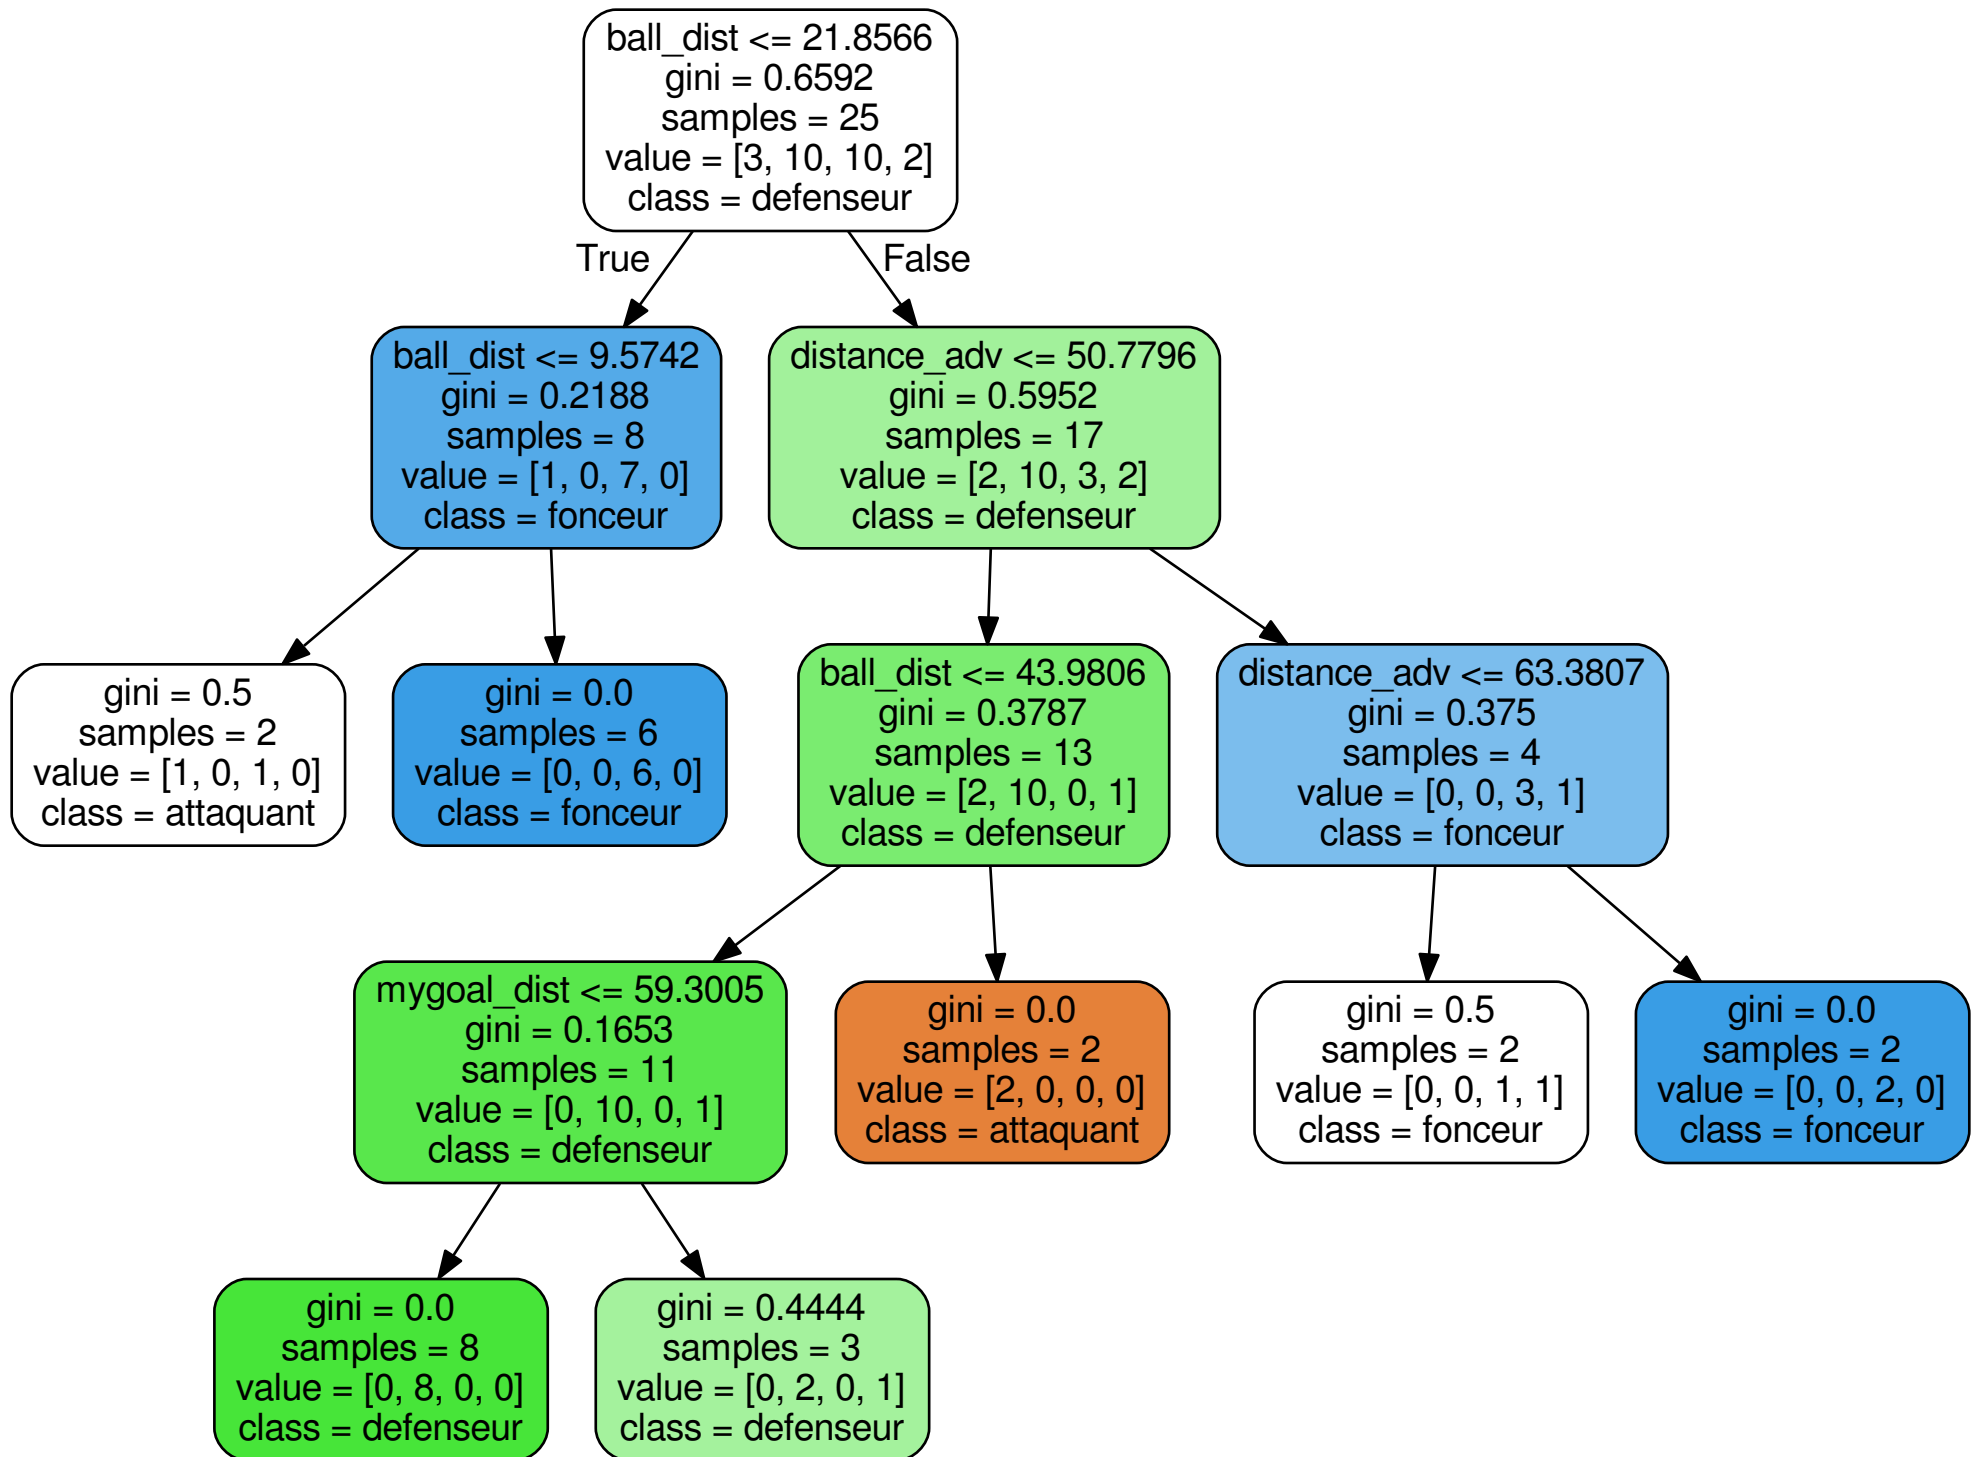 ball_dist <= 21.8566
gini = 0.6592
samples = 25
value = [3, 10, 10, 2]
class = defenseur
True
False
ball_dist <= 9.5742
gini = 0.2188
samples = 8
value = [1, 0, 7, 0]
class = fonceur
distance_adv <= 50.7796
gini = 0.5952
samples = 17
value = [2, 10, 3, 2]
class = defenseur
gini = 0.5
samples = 2
value = [1, 0, 1, 0]
class = attaquant
gini = 0.0
samples = 6
value = [0, 0, 6, 0]
class = fonceur
ball_dist <= 43.9806
gini = 0.3787
samples = 13
value = [2, 10, 0, 1]
class = defenseur
distance_adv <= 63.3807
gini = 0.375
samples = 4
value = [0, 0, 3, 1]
class = fonceur
mygoal_dist <= 59.3005
gini = 0.1653
samples = 11
value = [0, 10, 0, 1]
class = defenseur
gini = 0.0
samples = 2
value = [2, 0, 0, 0]
class = attaquant
gini = 0.5
samples = 2
value = [0, 0, 1, 1]
class = fonceur
gini = 0.0
samples = 2
value = [0, 0, 2, 0]
class = fonceur
gini = 0.0
samples = 8
value = [0, 8, 0, 0]
class = defenseur
gini = 0.4444
samples = 3
value = [0, 2, 0, 1]
class = defenseur